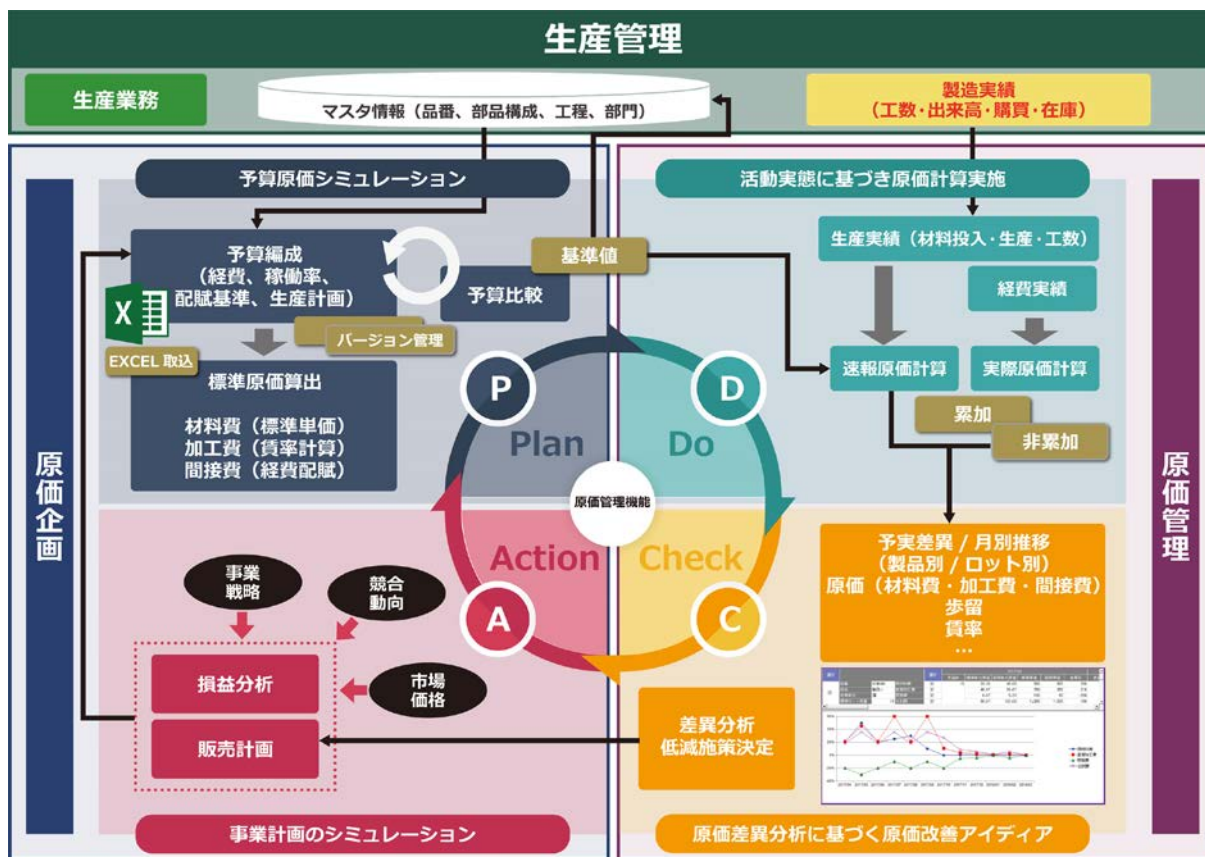 生産管理
生産業務
マスタ情報（品番、部品構成、工程、部門）
製造実績
（工数・出来高・購買・在庫）
予算原価シミュレーション
活動実態に基づき原価計算実施
予算編成
（経費、稼働率、
配賦基準、生産計画）
予算比較
基準値
生産実績（材料投入・生産・工数）
経費実績
X
EXCEL 取込
バージョン管理
標準原価算出
材料費（標準単価）
加工費（賃率計算）
間接費（経費配賦）
速報原価計算
実際原価計算
累加
非累加
P
Plan
D
Do
原価管理機能
Action
A
Check
C
原価企画
原価管理
事業
戦略
競合
動向
市場
価格
損益分析
販売計画
予実差異 / 月別推移
（製品別 / ロット別）
原価（材料費・加工費・間接費）
歩留
賃率
…
差異分析
低減施策決定
事業計画のシミュレーション
原価差異分析に基づく原価改善アイディア